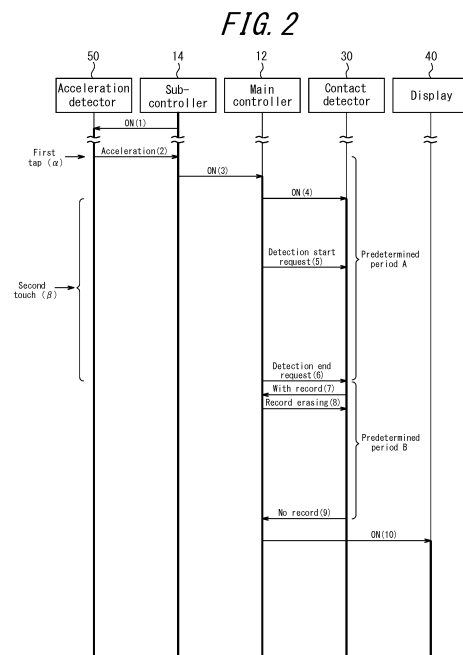 FIG. 2
50 14 12 30 40
Acceleration detector
Sub-controller
Main controller
Contact detector
Display
ON(1)
First tap (α)
Acceleration(2)
ON(3)
ON(4)
Detection start request(5)
Predetermined period A
Second touch (β)
Detection end request(6)
With record(7)
Record erasing(8)
Predetermined period B
No record(9)
ON(10)